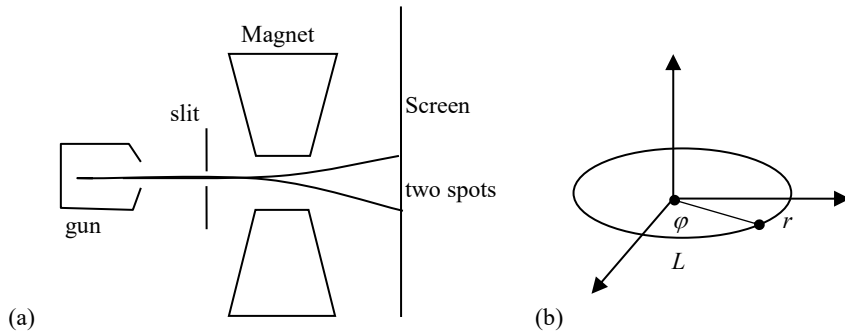 Magnet
slit
Screen
two spots
gun
(a)
φ
r
L
(b)